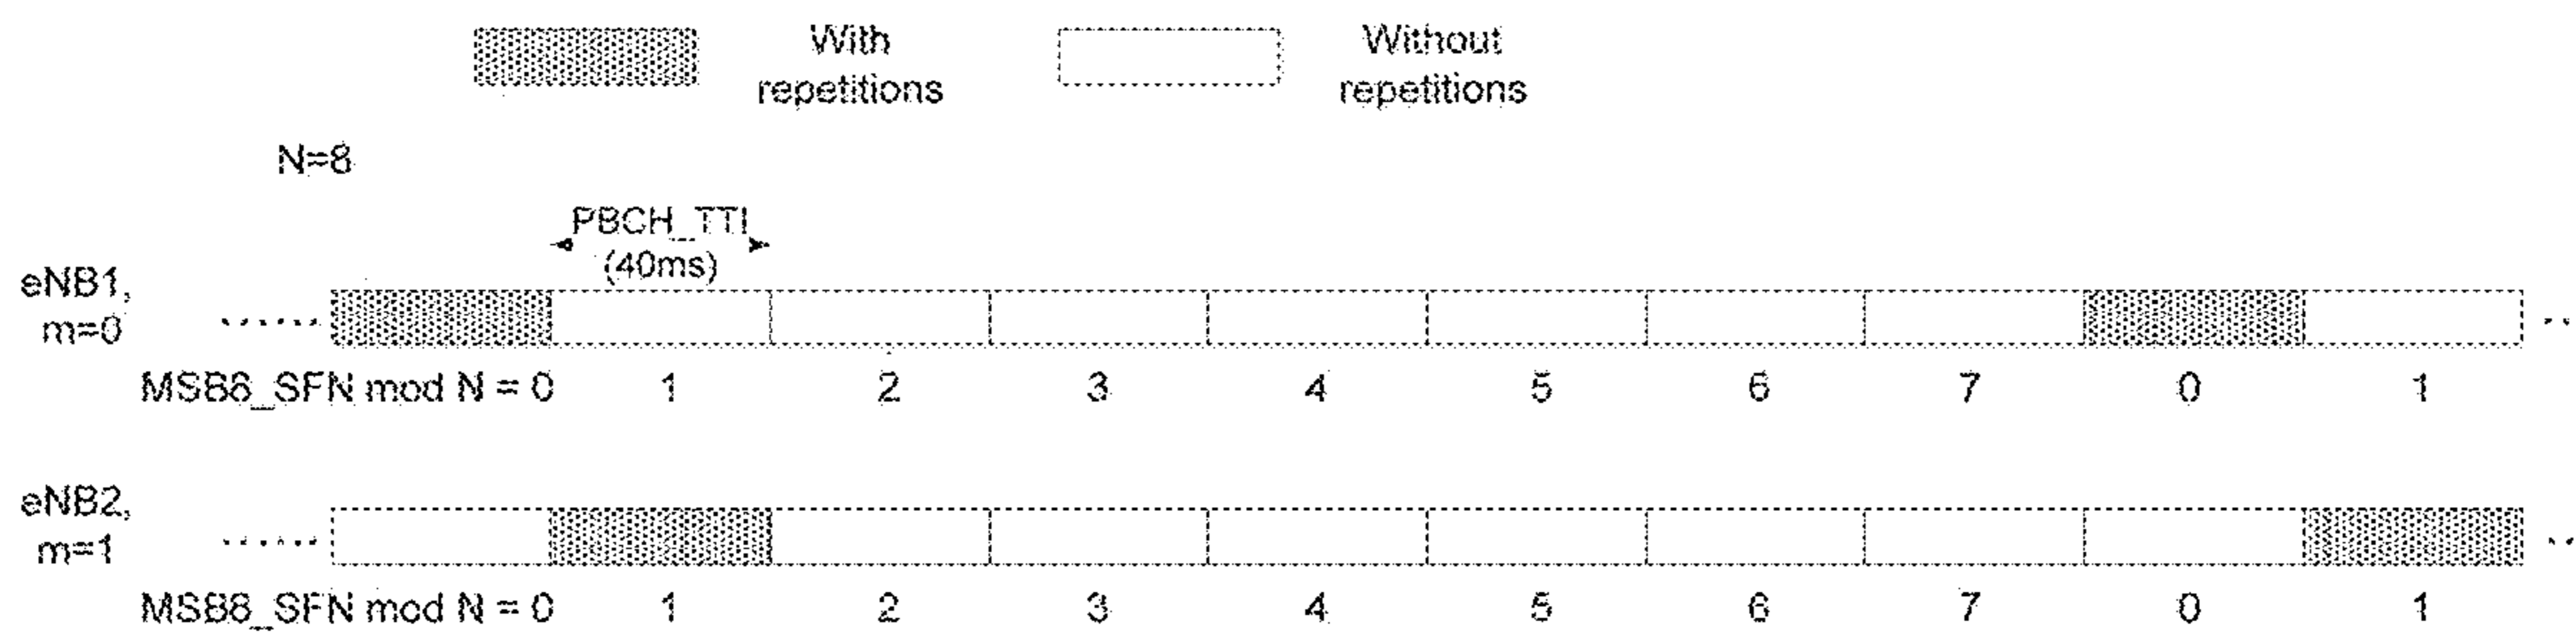 With
repetitions
Without
repetitions
N=8
PBCH_TTI
(40ms)
eNB1,
m=0
MSB8_SFN mod N = 0 1 2 3 4 5 6 7 0 1
eNB2,
m=1
MSB8_SFN mod N = 0 1 2 3 4 5 6 7 0 1